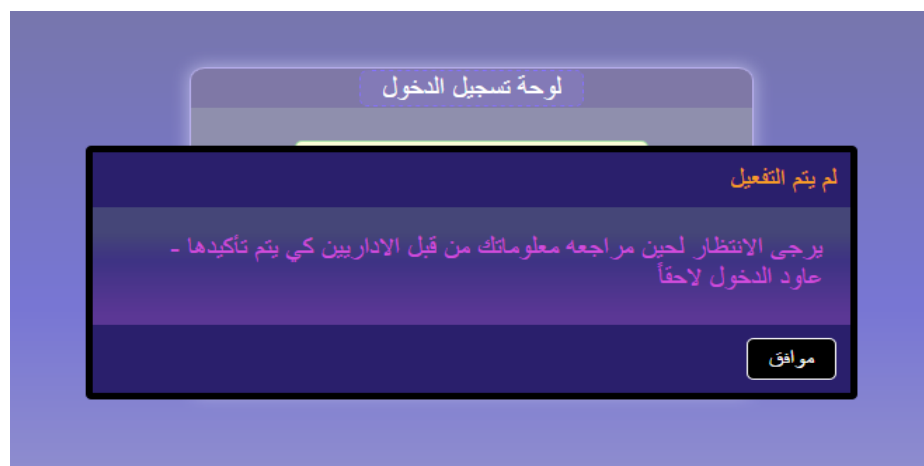 لوحة تسجيل الدخول
لم يتم التفعيل
يرجى الانتظار لحين مراجعه معلوماتك من قبل الاداريين كي يتم تأكيدها -
عاود الدخول لاحقاً
موافق